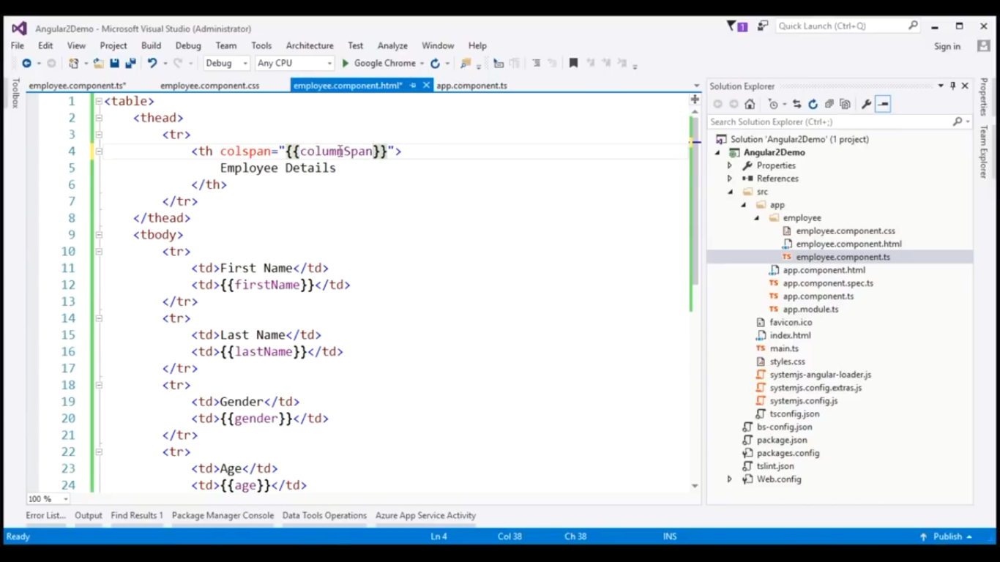 Angular2Demo - Microsoft Visual Studio (Administrator)
1
Quick Launch (Ctrl+Q)
File Edit View Project Build Debug Team Tools Architecture Test Analyze Window Help
Sign in
Debug Any CPU Google Chrome
Toolbox
employee.component.ts* employee.component.css employee.component.html* app.component.ts
1 <table>
2 <thead>
3 <tr>
4 <th colspan="{{columnSpan}}">
5 Employee Details
6 </th>
7 </tr>
8 </thead>
9 <tbody>
10 <tr>
11 <td>First Name</td>
12 <td>{{firstName}}</td>
13 </tr>
14 <tr>
15 <td>Last Name</td>
16 <td>{{lastName}}</td>
17 </tr>
18 <tr>
19 <td>Gender</td>
20 <td>{{gender}}</td>
21 </tr>
22 <tr>
23 <td>Age</td>
24 <td>{{age}}</td>
100 %
Solution Explorer
Search Solution Explorer (Ctrl+;)
Solution 'Angular2Demo' (1 project)
Angular2Demo
Properties
References
src
app
employee
employee.component.css
employee.component.html
TS employee.component.ts
app.component.html
TS app.component.spec.ts
TS app.component.ts
TS app.module.ts
favicon.ico
index.html
TS main.ts
styles.css
systemjs-angular-loader.js
systemjs.config.extras.js
systemjs.config.js
tsconfig.json
bs-config.json
package.json
packages.config
tslint.json
Web.config
Properties
Team Explorer
Error List... Output Find Results 1 Package Manager Console Data Tools Operations Azure App Service Activity
Ready Ln 4 Col 38 Ch 38 INS Publish